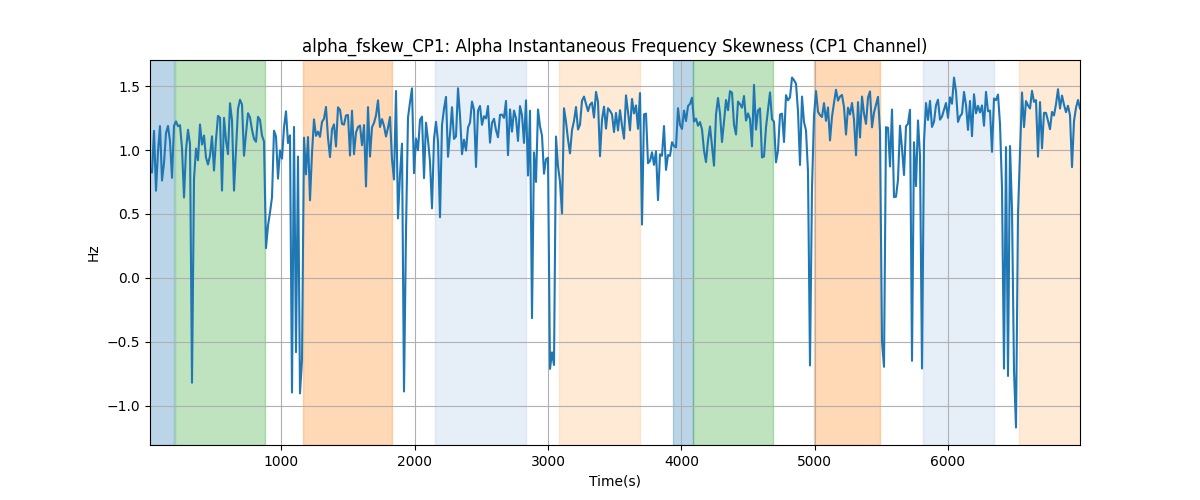 alpha_fskew_CP1: Alpha Instantaneous Frequency Skewness (CP1 Channel)
1.5
1.0
0.5
0.0
−0.5
−1.0
Hz
1000 2000 3000 4000 5000 6000
Time(s)